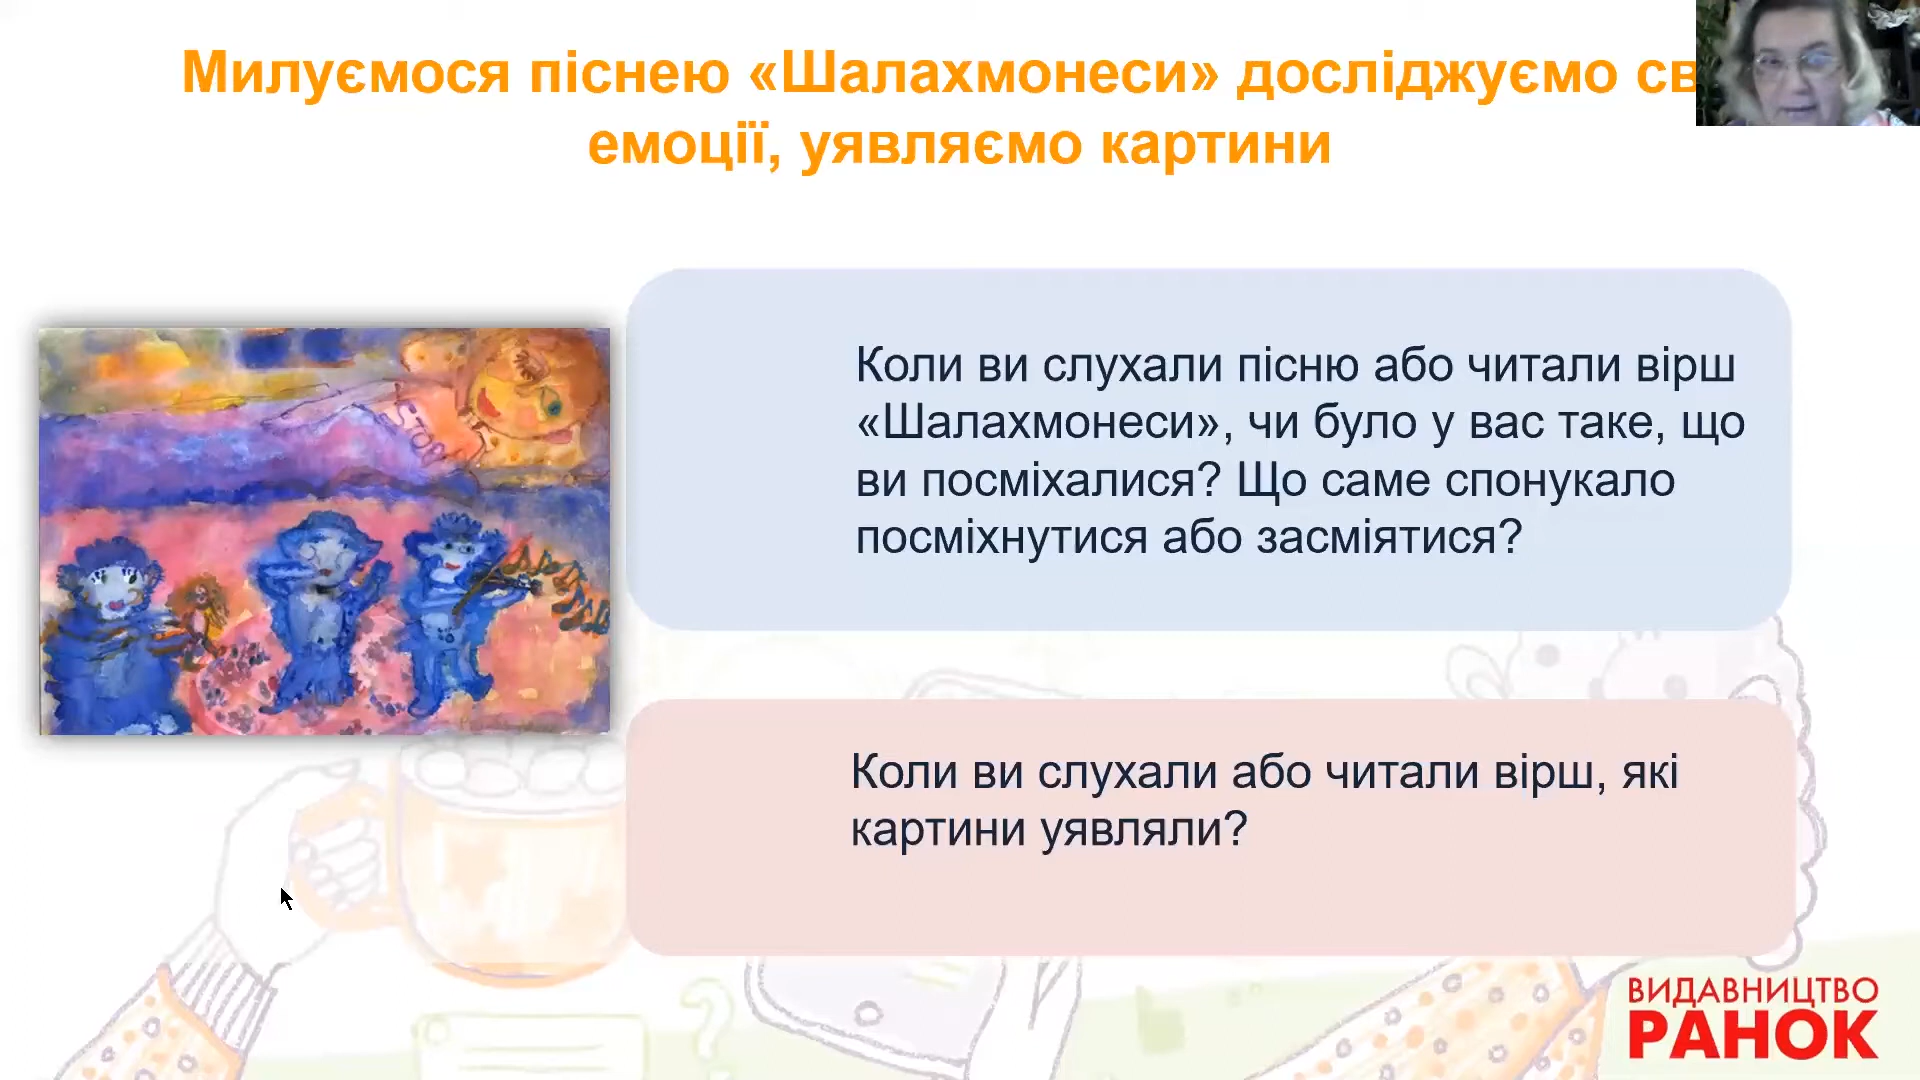 Милуємося піснею «Шалахмонеси» досліджуємо
емоції, уявляємо картини
STOP
Коли ви слухали пісню або читали вірш
«Шалахмонеси», чи було у вас таке, що
ви посміхалися? Що саме спонукало
посміхнутися або засміятися?
Коли ви слухали або читали вірш, які
картини уявляли?
ВИДАВНИЦТВО
РАНОК